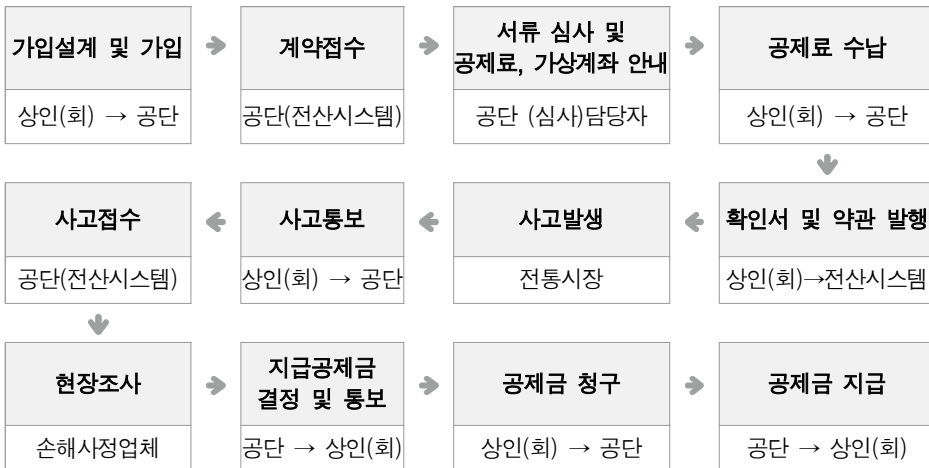 가입설계 및 가입
상인(회) → 공단
계약접수
공단(전산시스템)
서류 심사 및
공제료, 가상계좌 안내
공단 (심사)담당자
공제료 수납
상인(회) → 공단
확인서 및 약관 발행
상인(회)→전산시스템
사고발생
전통시장
사고통보
상인(회) → 공단
사고접수
공단(전산시스템)
현장조사
손해사정업체
지급공제금
결정 및 통보
공단 → 상인(회)
공제금 청구
상인(회) → 공단
공제금 지급
공단 → 상인(회)